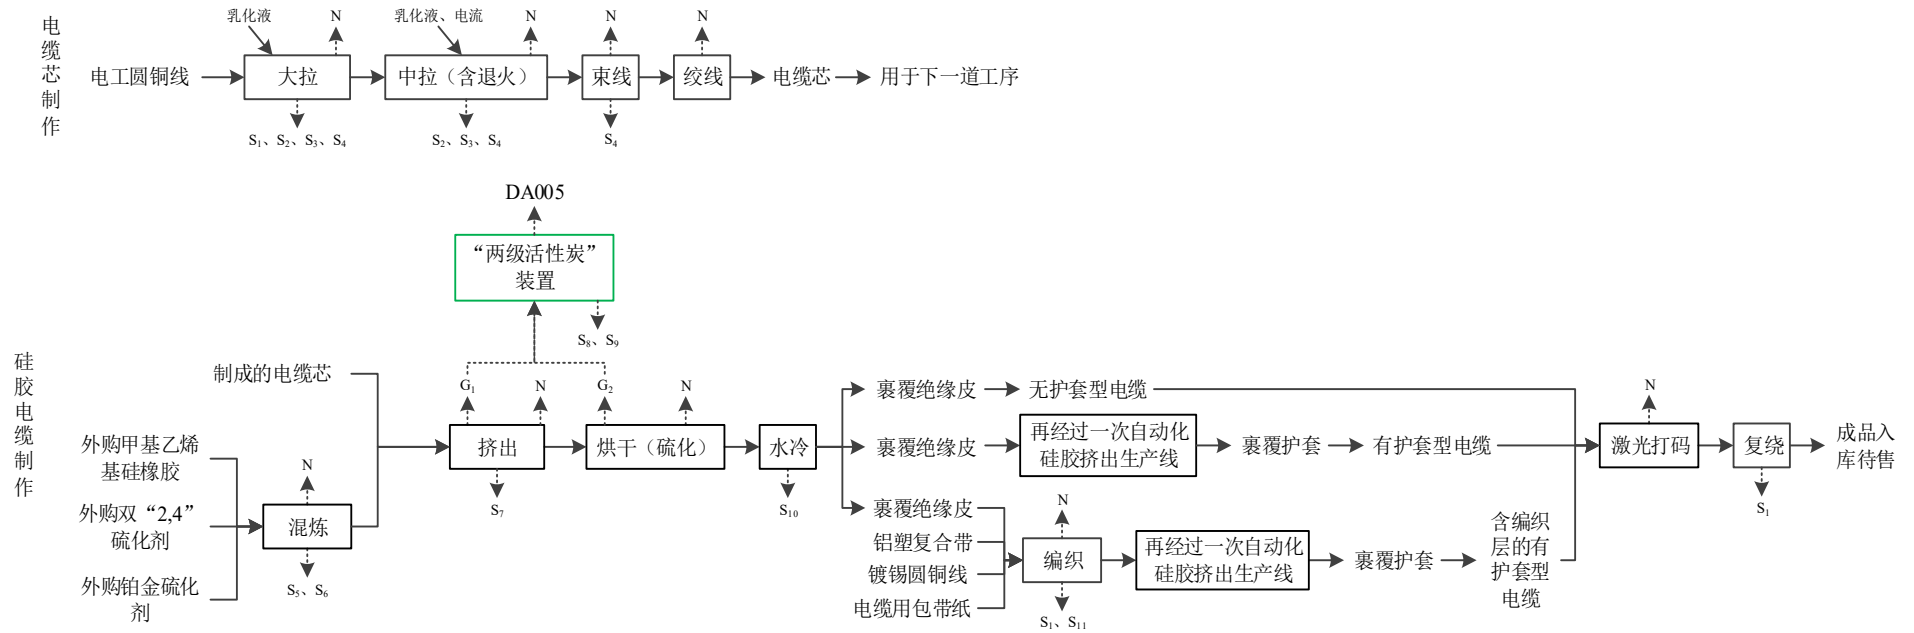 电缆芯制作
乳化液
N
乳化液、电流
N
N
N
电工圆铜线
大拉
中拉（含退火）
束线
绞线
电缆芯
用于下一道工序
S₁、S₂、S₃、S₄
S₂、S₃、S₄
S₄
硅胶电缆制作
DA005
“两级活性炭”
装置
S₈、S₉
制成的电缆芯
G₁
N
G₂
N
外购甲基乙烯
基硅橡胶
外购双“2,4”
硫化剂
外购铂金硫化
剂
N
混炼
S₅、S₆
挤出
S₇
烘干（硫化）
水冷
S₁₀
裹覆绝缘皮
无护套型电缆
裹覆绝缘皮
再经过一次自动化
硅胶挤出生产线
裹覆护套
有护套型电缆
裹覆绝缘皮
铝塑复合带
镀锡圆铜线
电缆用包带纸
N
编织
S₁、S₁₁
再经过一次自动化
硅胶挤出生产线
裹覆护套
含编织
层的有
护套型
电缆
N
激光打码
复绕
S₁
成品入
库待售